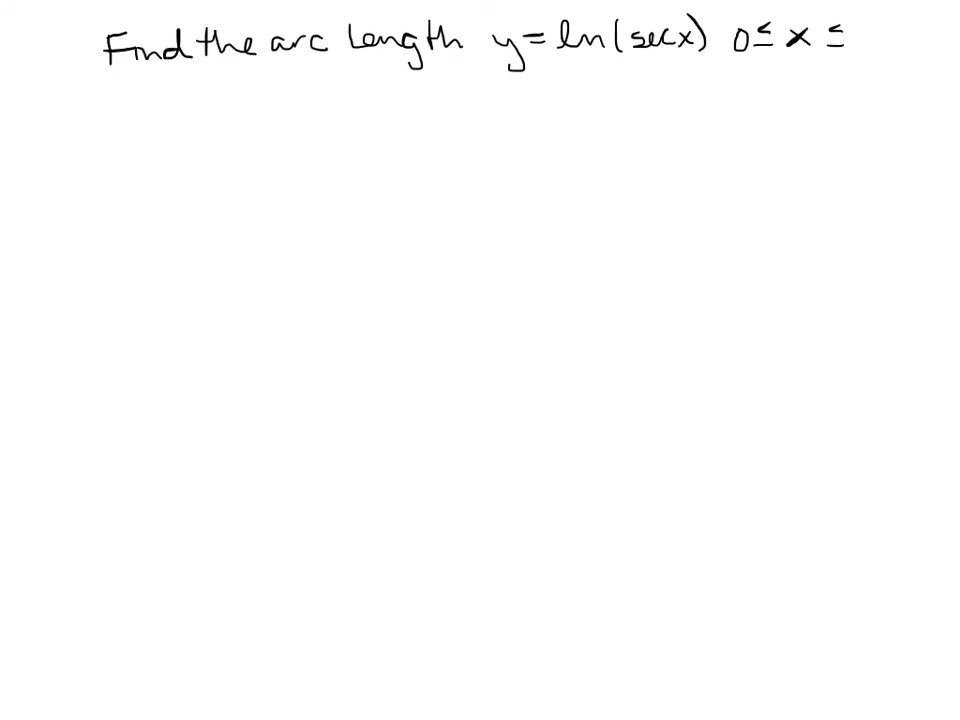 Find the arc length y = ln(secx) 0 ≤ x ≤